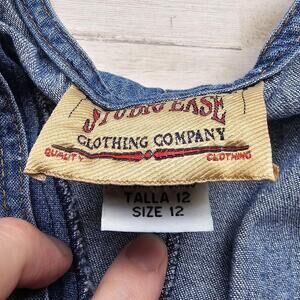 STUDIO EASE
CLOTHING COMPANY
QUALITY CLOTHING
TALLA 12
SIZE 12